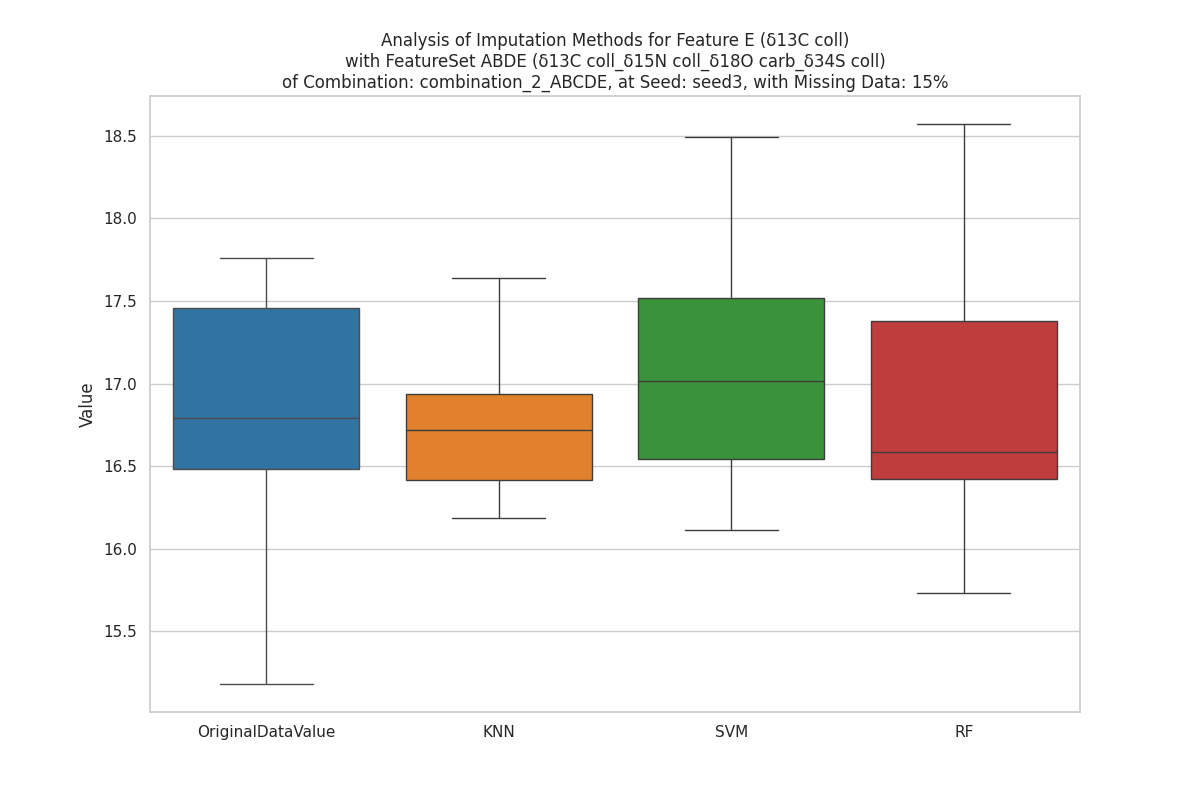 Analysis of Imputation Methods for Feature E (δ13C coll)
with FeatureSet ABDE (δ13C coll_δ15N coll_δ18O carb_δ34S coll)
of Combination: combination_2_ABCDE, at Seed: seed3, with Missing Data: 15%
18.5
18.0
17.5
17.0
16.5
16.0
15.5
Value
OriginalDataValue KNN SVM RF